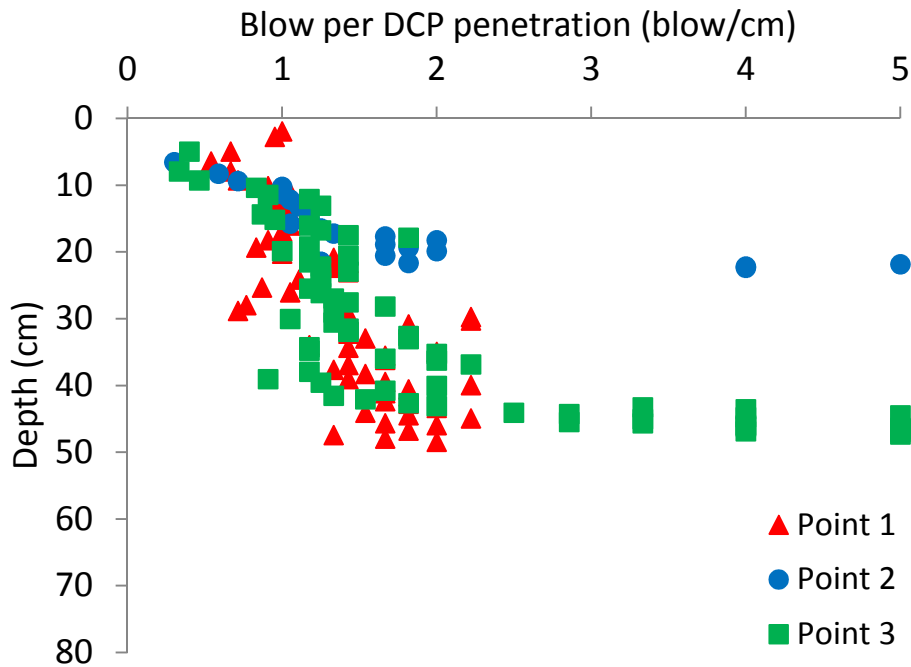 Blow per DCP penetration (blow/cm)
0 1 2 3 4 5
0
10
20
30
40
50
60
70
80
Depth (cm)
Point 1
Point 2
Point 3